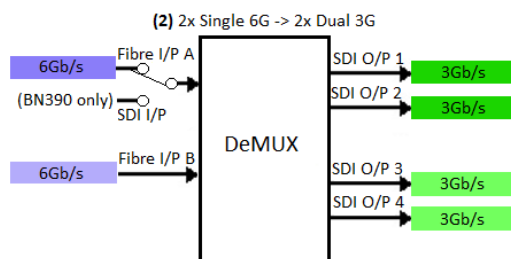 (2) 2x Single 6G -> 2x Dual 3G
Fibre I/P A
6Gb/s
(BN390 only)
SDI I/P
Fibre I/P B
6Gb/s
DeMUX
SDI O/P 1
3Gb/s
SDI O/P 2
3Gb/s
SDI O/P 3
3Gb/s
SDI O/P 4
3Gb/s